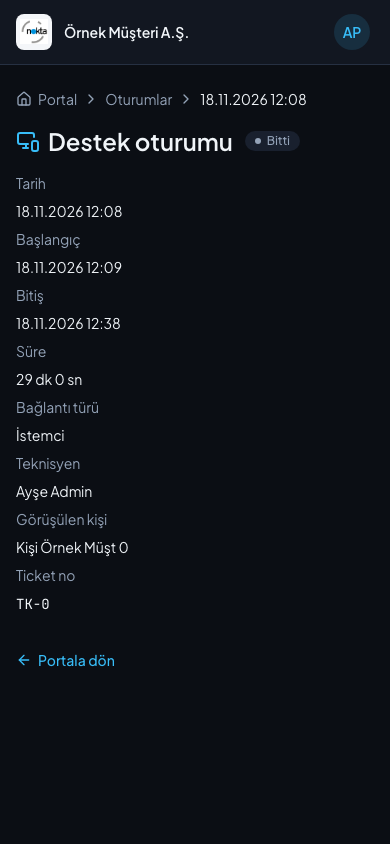 nokta
Örnek Müşteri A.Ş.
AP
Portal > Oturumlar > 18.11.2026 12:08
Destek oturumu
Bitti
Tarih
18.11.2026 12:08
Başlangıç
18.11.2026 12:09
Bitiş
18.11.2026 12:38
Süre
29 dk 0 sn
Bağlantı türü
İstemci
Teknisyen
Ayşe Admin
Görüşülen kişi
Kişi Örnek Müşt 0
Ticket no
TK-0
← Portala dön